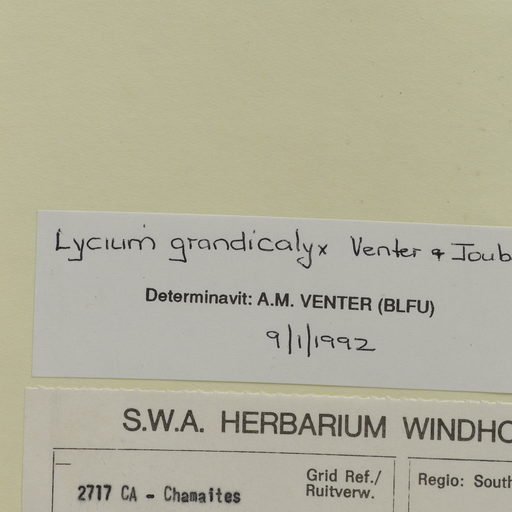 Lycium grandicalyx Venter & Joub
Determinavit: A.M. VENTER (BLFU)
9/1/1992
S.W.A. HERBARIUM WINDHO
2717 CA - Chamaites
Grid Ref./
Ruitverw.
Regio: South